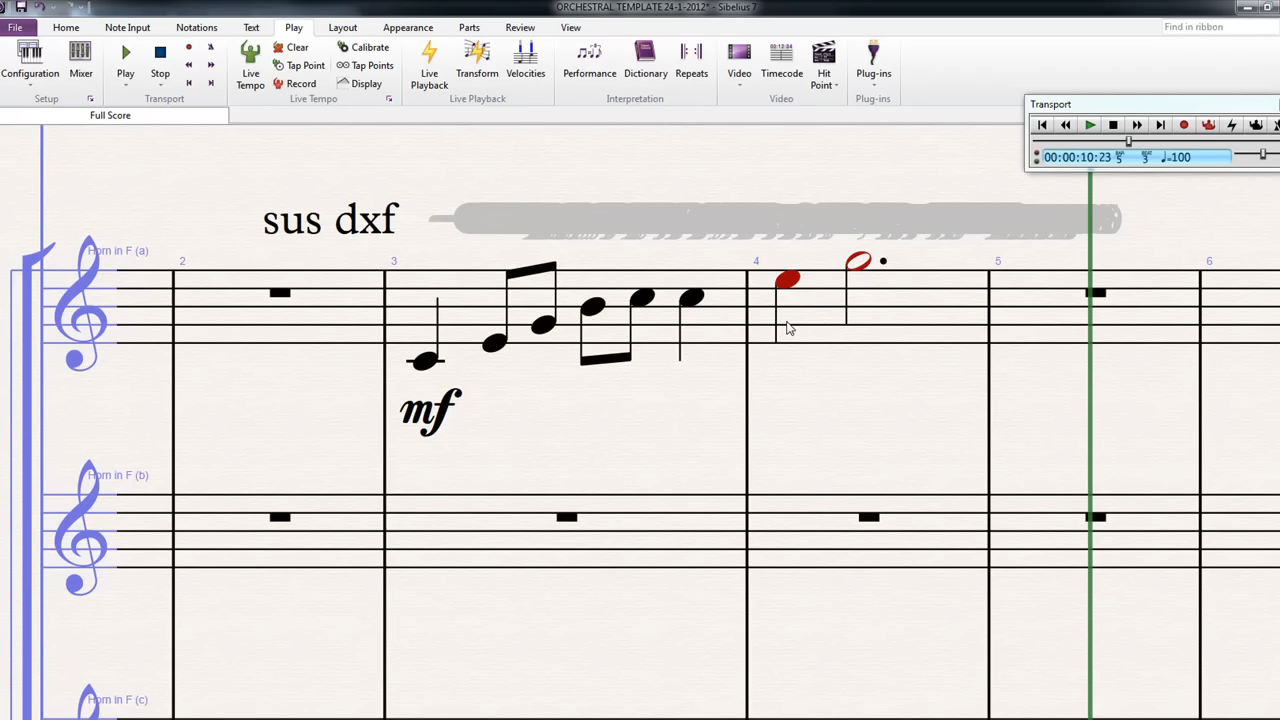 ORCHESTRAL TEMPLATE 24-1-2012* - Sibelius 7
File Home Note Input Notations Text Play Layout Appearance Parts Review View Find in ribbon
Configuration Mixer Play Stop Live Tempo Clear Tap Point Record Calibrate Tap Points Display Live Playback Transform Velocities Performance Dictionary Repeats Video Timecode Hit Point Plug-ins
Setup Transport Live Tempo Live Playback Interpretation Video Plug-ins
Full Score
Transport
00:00:10:23 BAR 5 BEAT 3 ♩=100
sus dxf
Horn in F (a)
2 3 4 5 6
mf
Horn in F (b)
Horn in F (c)